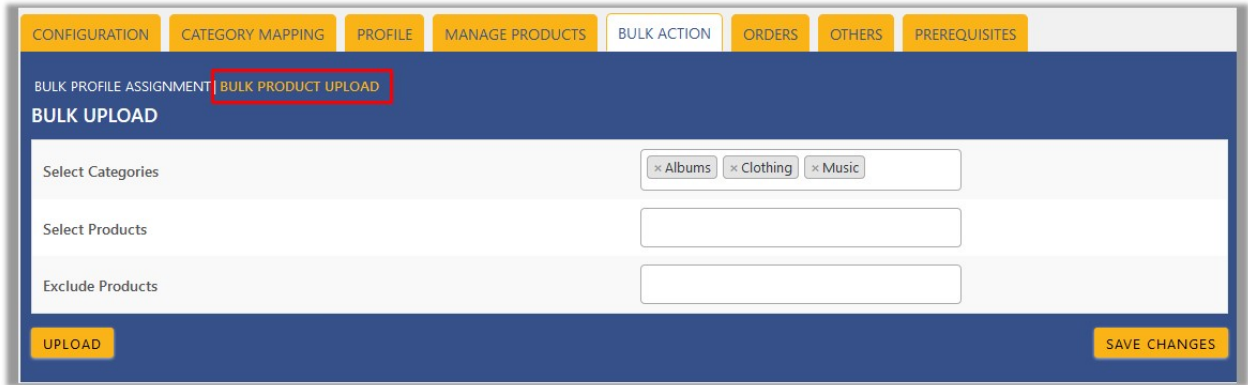 CONFIGURATION CATEGORY MAPPING PROFILE MANAGE PRODUCTS BULK ACTION ORDERS OTHERS PREREQUISITES
BULK PROFILE ASSIGNMENT| BULK PRODUCT UPLOAD
BULK UPLOAD
Select Categories × Albums × Clothing × Music
Select Products
Exclude Products
UPLOAD SAVE CHANGES